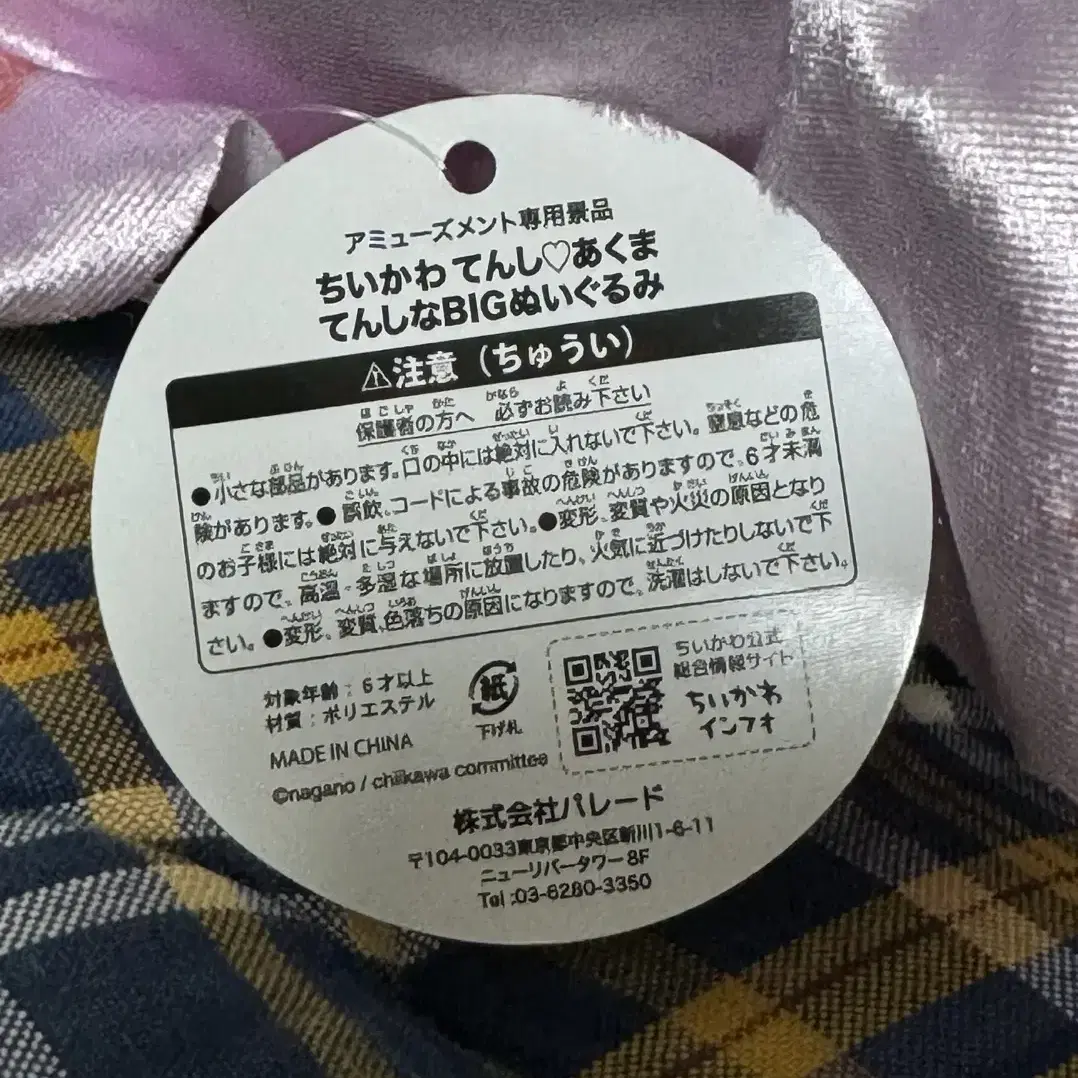 アミューズメント専用景品
ちいかわ てんし♡あくま
てんしなBIGぬいぐるみ
⚠注意（ちゅうい）
保護者の方へ 必ずお読み下さい
●小さな部品があります。口の中には絶対に入れないで下さい。窒息などの危
険があります。●誤飲、コードによる事故の危険がありますので、6才未満
のお子様には絶対に与えないで下さい。●変形、変質や火災の原因となり
ますので、高温・多湿な場所に放置したり、火気に近づけたりしないで下
さい。●変形、変質、色落ちの原因になりますので、洗濯はしないで下さい。
対象年齢：6才以上
材質：ポリエステル
紙
下げ札
MADE IN CHINA
©nagano / chiikawa committee
ちいかわ公式
総合情報サイト
ちいかわ
インフォ
株式会社パレード
〒104-0033東京都中央区新川1-6-11
ニューリバータワー8F
Tel :03-6280-3350